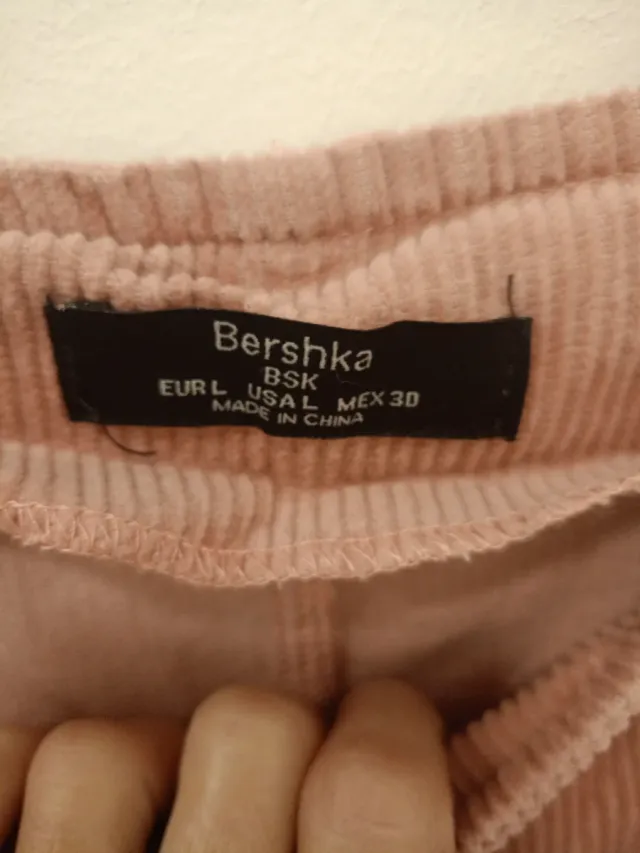 Bershka
BSK
EUR L USA L MEX 30
MADE IN CHINA